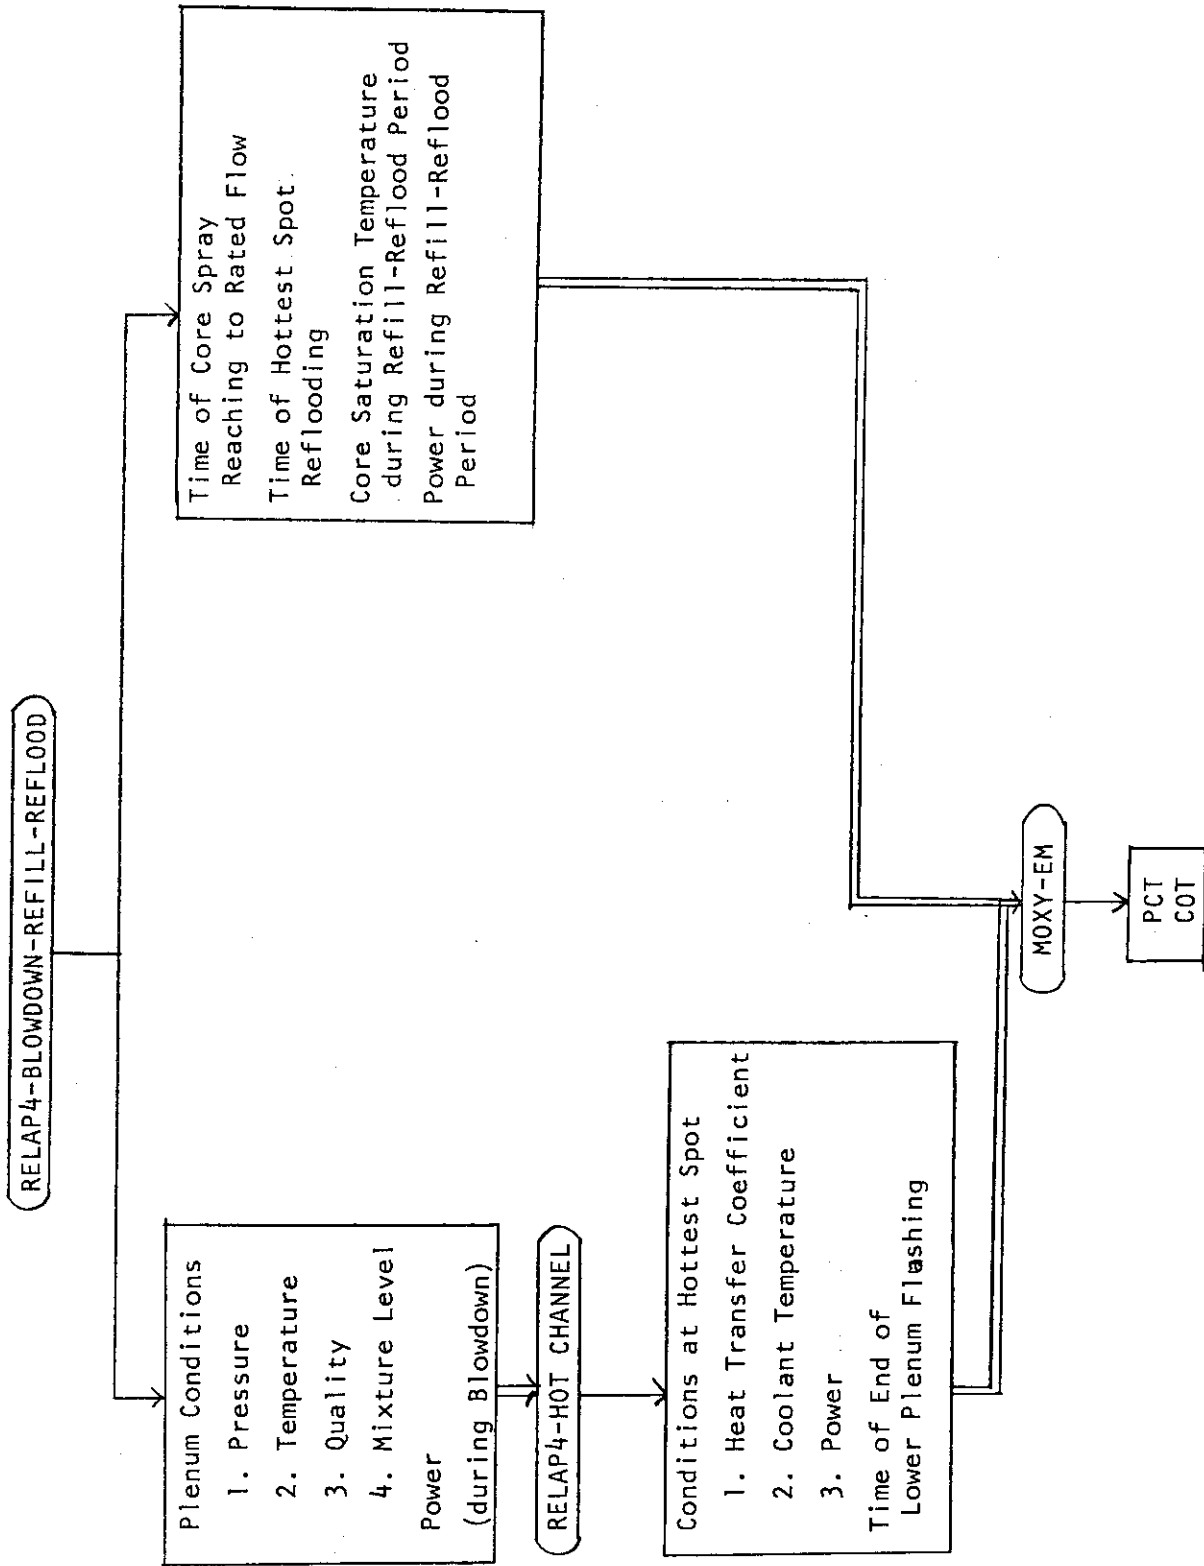 RELAP4-BLOWDOWN-REFILL-REFLOOD
Plenum Conditions
1. Pressure
2. Temperature
3. Quality
4. Mixture Level
Power
(during Blowdown)
RELAP4-HOT CHANNEL
Conditions at Hottest Spot
1. Heat Transfer Coefficient
2. Coolant Temperature
3. Power
Time of End of
Lower Plenum Flashing
Time of Core Spray
Reaching to Rated Flow
Time of Hottest Spot
Reflooding
Core Saturation Temperature
during Refill-Reflood Period
Power during Refill-Reflood
Period
MOXY-EM
PCT
COT